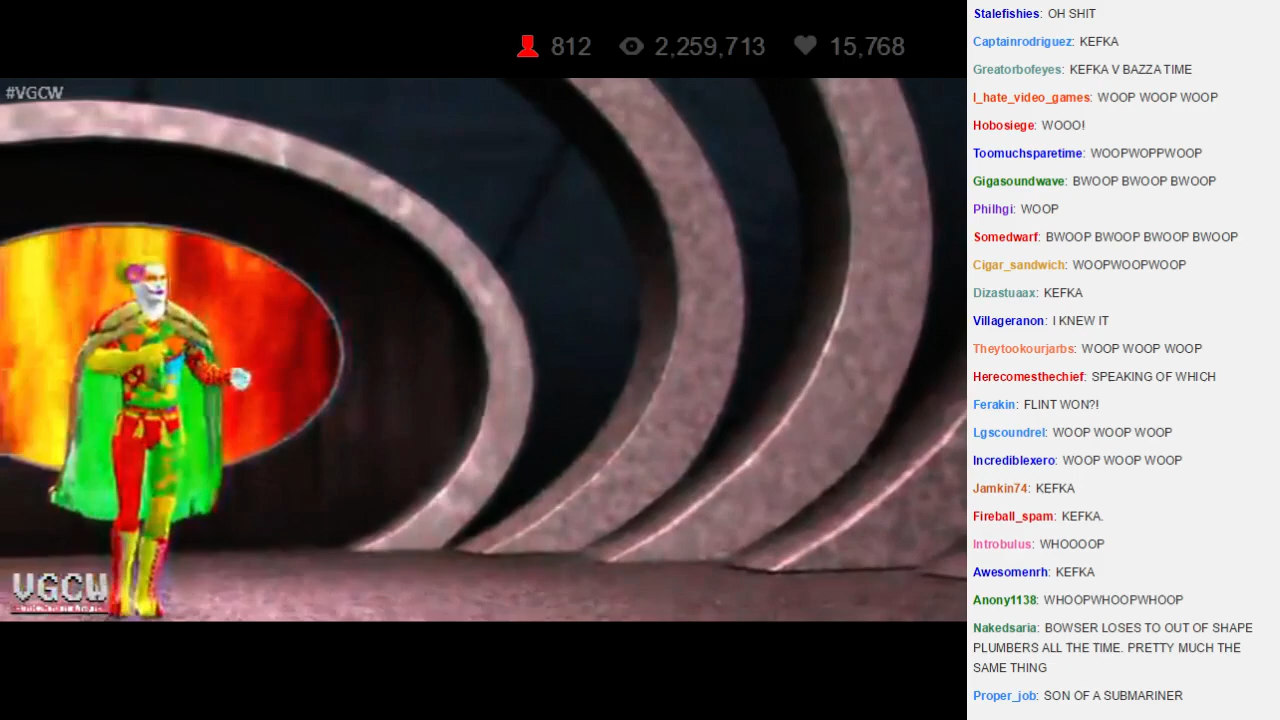 812 2,259,713 15,768
#VGCW
VGCW
Stalefishies: OH SHIT
Captainrodriguez: KEFKA
Greatorbofeyes: KEFKA V BAZZA TIME
I_hate_video_games: WOOP WOOP WOOP
Hobosiege: WOOO!
Toomuchsparetime: WOOPWOPPWOOP
Gigasoundwave: BWOOP BWOOP BWOOP
Philhgi: WOOP
Somedwarf: BWOOP BWOOP BWOOP BWOOP
Cigar_sandwich: WOOPWOOPWOOP
Dizastuaax: KEFKA
Villageranon: I KNEW IT
Theytookourjarbs: WOOP WOOP WOOP
Herecomesthechief: SPEAKING OF WHICH
Ferakin: FLINT WON?!
Lgscoundrel: WOOP WOOP WOOP
Incrediblexero: WOOP WOOP WOOP
Jamkin74: KEFKA
Fireball_spam: KEFKA.
Introbulus: WHOOOOP
Awesomenrh: KEFKA
Anony1138: WHOOPWHOOPWHOOP
Nakedsaria: BOWSER LOSES TO OUT OF SHAPE
PLUMBERS ALL THE TIME. PRETTY MUCH THE
SAME THING
Proper_job: SON OF A SUBMARINER